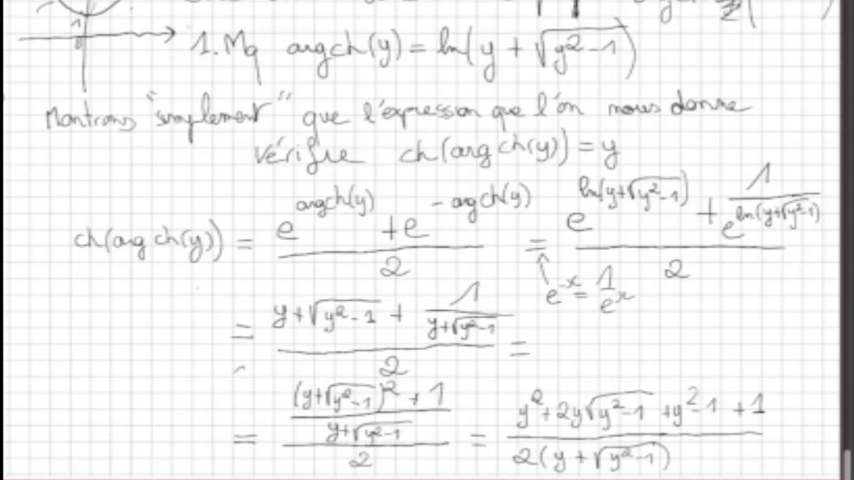 1. Mq argch(y) = ln(y + √(y²-1))
Montrons "simplement" que l'expression que l'on nous donne
vérifie ch(argch(y)) = y
ch(argch(y)) = (e^(argch(y)) + e^(-argch(y)))/2 = (e^(ln(y+√(y²-1))) + 1/e^(ln(y+√(y²-1))))/2
e^(-x) = 1/e^x
= (y+√(y²-1) + 1/(y+√(y²-1)))/2 =
= (((y+√(y²-1))² + 1)/(y+√(y²-1)))/2 = (y² + 2y√(y²-1) + y²-1 + 1)/(2(y+√(y²-1)))